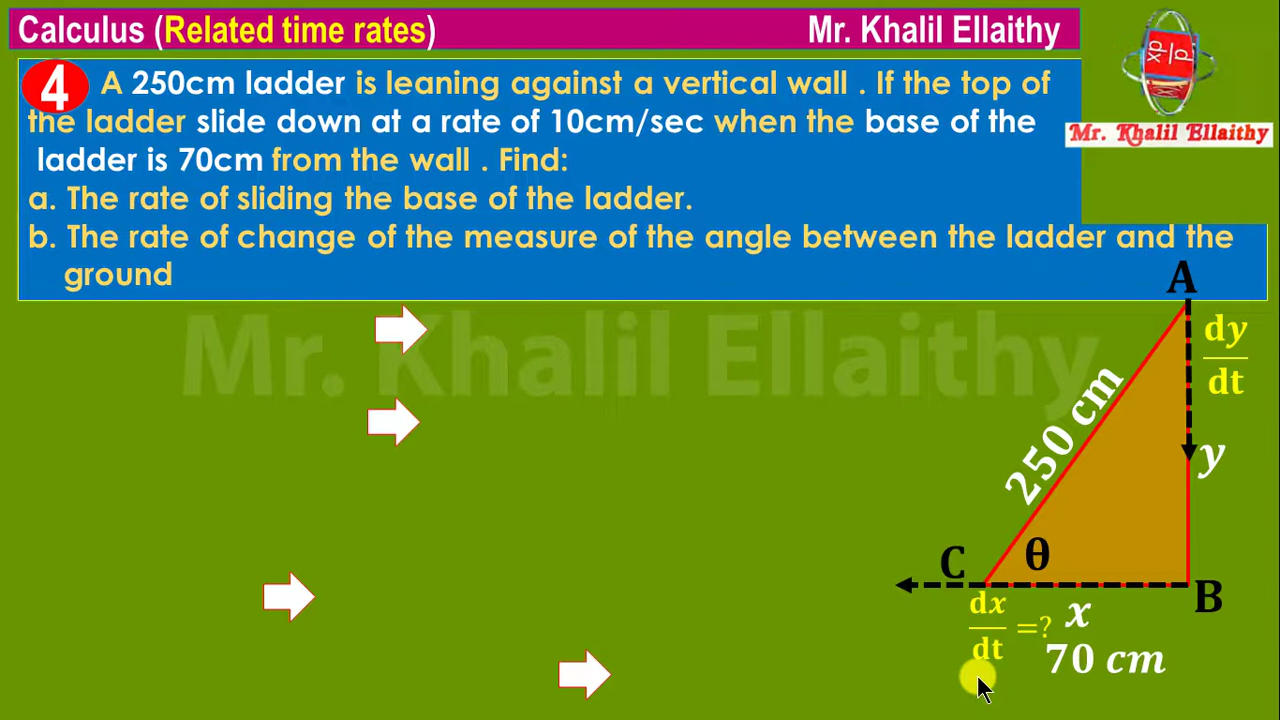 Calculus (Related time rates)
Mr. Khalil Ellaithy
d
dx
Mr. Khalil Ellaithy
4
A 250cm ladder is leaning against a vertical wall . If the top of
the ladder slide down at a rate of 10cm/sec when the base of the
ladder is 70cm from the wall . Find:
a. The rate of sliding the base of the ladder.
b. The rate of change of the measure of the angle between the ladder and the
ground
Mr. Khalil Ellaithy
A
dy
dt
250 cm
y
C
θ
B
dx
dt
=?
x
70 cm